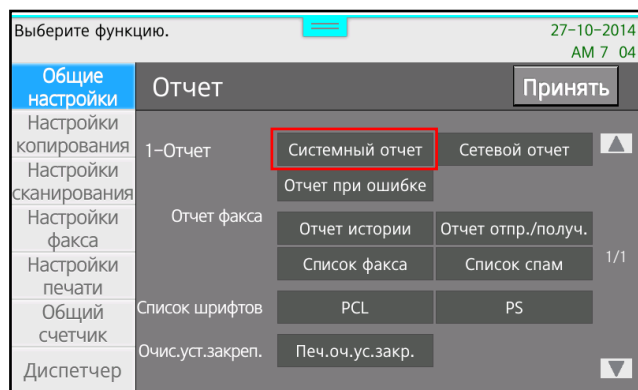 Выберите функцию.
27-10-2014
AM 7 04
Общие
настройки
Отчет
Принять
Настройки
копирования
Настройки
сканирования
Настройки
факса
Настройки
печати
Общий
счетчик
Диспетчер
1-Отчет
Системный отчет
Сетевой отчет
Отчет при ошибке
Отчет факса
Отчет истории
Отчет отпр./получ.
Список факса
Список спам
1/1
Список шрифтов
PCL
PS
Очис.уст.закреп.
Печ.оч.ус.закр.